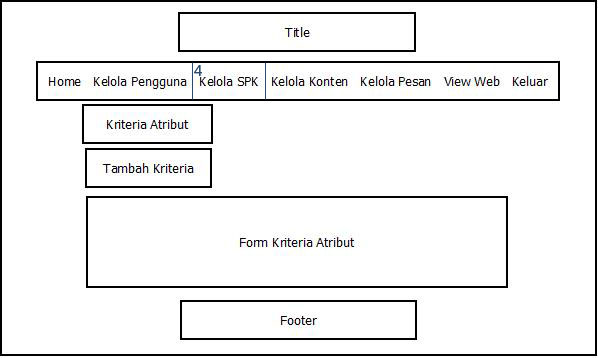 Title
Home Kelola Pengguna 4 Kelola SPK Kelola Konten Kelola Pesan View Web Keluar
Kriteria Atribut
Tambah Kriteria
Form Kriteria Atribut
Footer